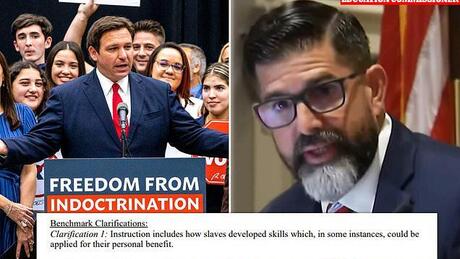 EDUCATION COMMISSIONER
FREEDOM FROM
INDOCTRINATION
Benchmark Clarifications:
Clarification 1: Instruction includes how slaves developed skills which, in some instances, could be
applied for their personal benefit.